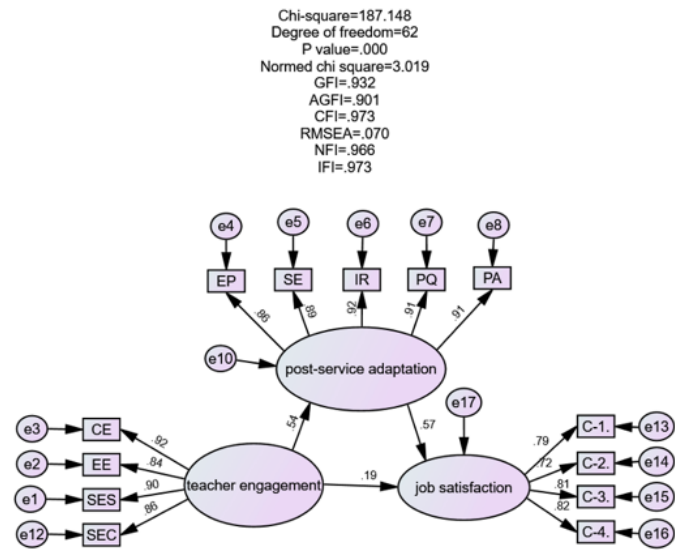 Chi-square=187.148
Degree of freedom=62
P value=.000
Normed chi square=3.019
GFI=.932
AGFI=.901
CFI=.973
RMSEA=.070
NFI=.966
IFI=.973
e4 e5 e6 e7 e8
EP SE IR PQ PA
.86 .89 .92 .91 .91
e10
post-service adaptation
e17
.54 .57
e3 CE .92
e2 EE .84
e1 SES .90
e12 SEC .86
teacher engagement
.19
job satisfaction
.79 C-1. e13
.72 C-2. e14
.81 C-3. e15
.82 C-4. e16